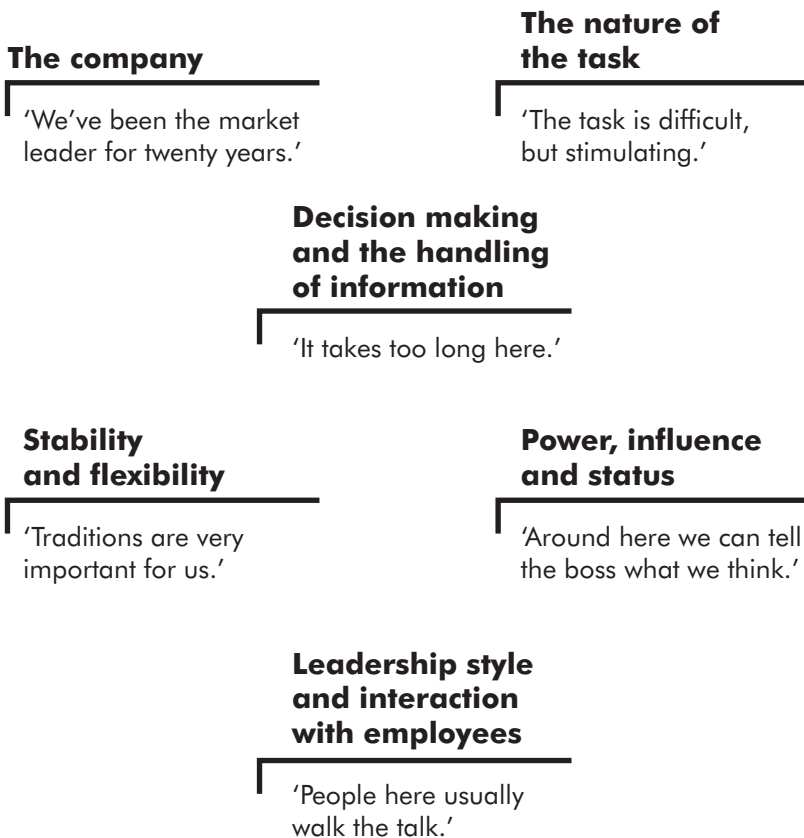 The company
'We've been the market
leader for twenty years.'
The nature of
the task
'The task is difficult,
but stimulating.'
Decision making
and the handling
of information
'It takes too long here.'
Stability
and flexibility
'Traditions are very
important for us.'
Power, influence
and status
'Around here we can tell
the boss what we think.'
Leadership style
and interaction
with employees
'People here usually
walk the talk.'